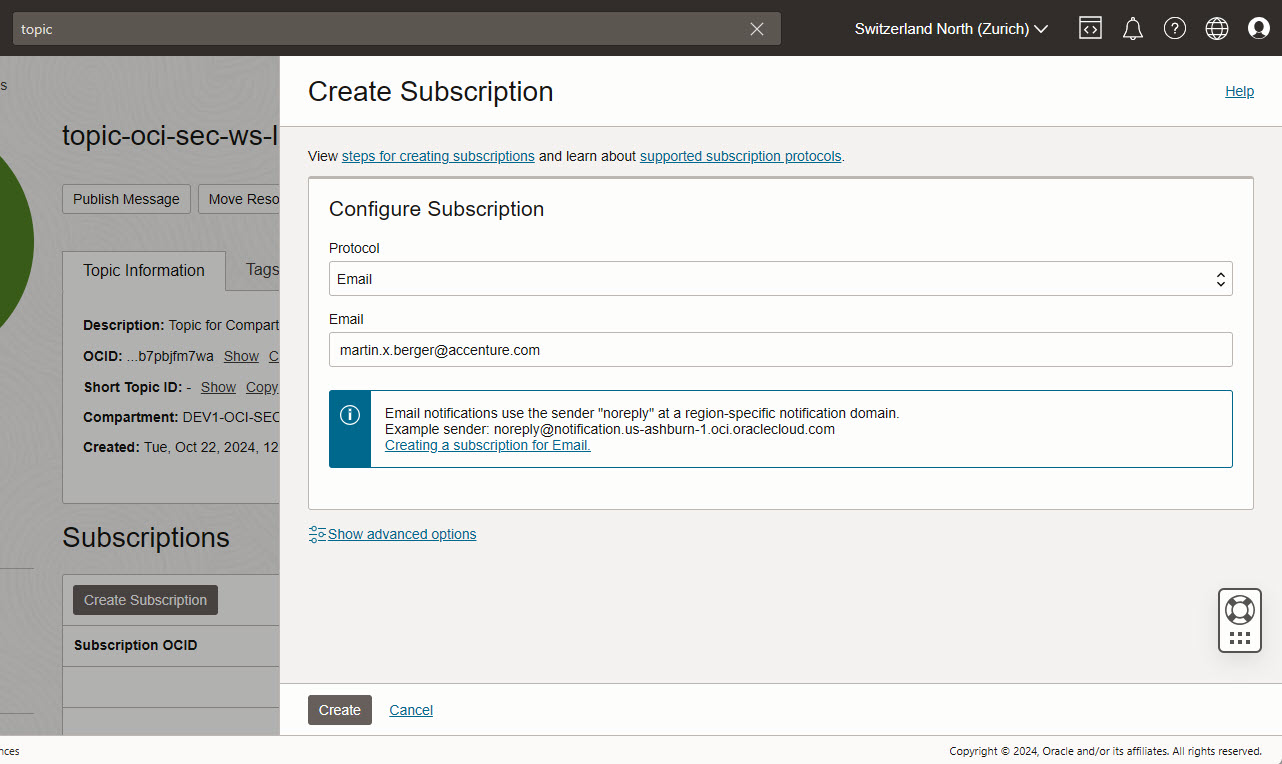 topic
Switzerland North (Zurich)
s
topic-oci-sec-ws-l
Publish Message
Move Reso
Topic Information
Tags
Description: Topic for Compart
OCID: ...b7pbjfm7wa Show C
Short Topic ID: - Show Copy
Compartment: DEV1-OCI-SEC
Created: Tue, Oct 22, 2024, 12
Subscriptions
Create Subscription
Subscription OCID
Create Subscription
Help
View steps for creating subscriptions and learn about supported subscription protocols.
Configure Subscription
Protocol
Email
Email
martin.x.berger@accenture.com
Email notifications use the sender "noreply" at a region-specific notification domain.
Example sender: noreply@notification.us-ashburn-1.oci.oraclecloud.com
Creating a subscription for Email.
Show advanced options
Create
Cancel
nces
Copyright © 2024, Oracle and/or its affiliates. All rights reserved.